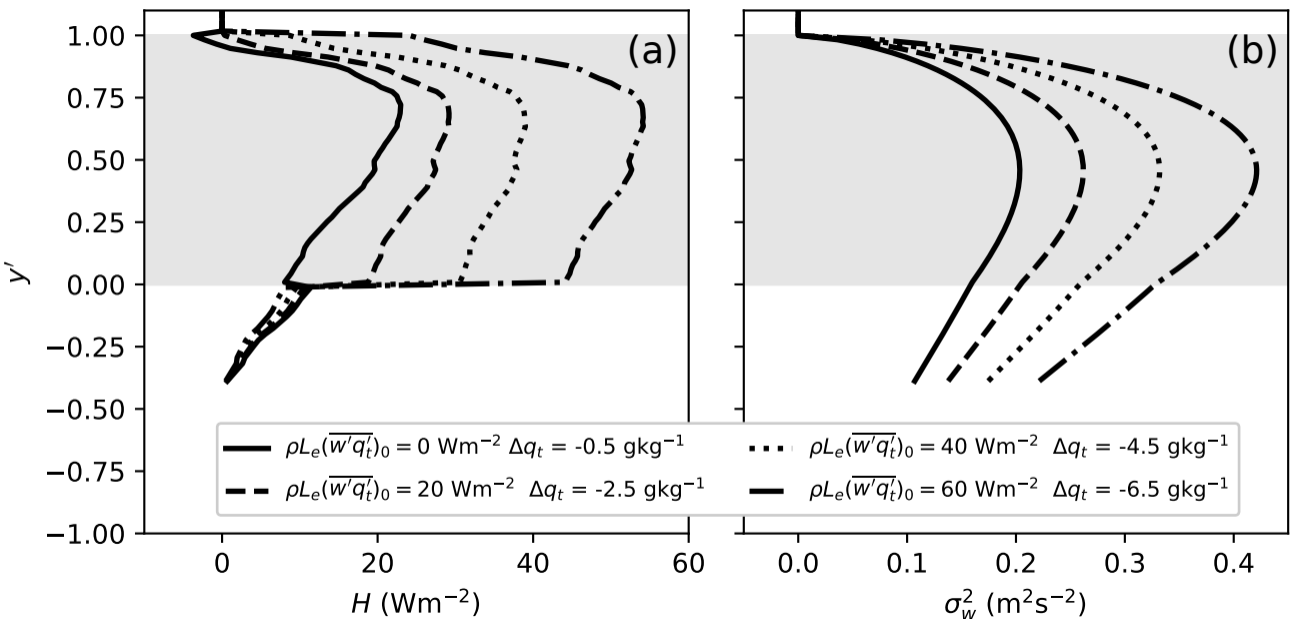 (a)
(b)
1.00
0.75
0.50
0.25
0.00
−0.25
−0.50
−0.75
−1.00
y′
ρLₑ(w′q′ₜ)₀ = 0 Wm⁻² Δqₜ = -0.5 gkg⁻¹
ρLₑ(w′q′ₜ)₀ = 20 Wm⁻² Δqₜ = -2.5 gkg⁻¹
ρLₑ(w′q′ₜ)₀ = 40 Wm⁻² Δqₜ = -4.5 gkg⁻¹
ρLₑ(w′q′ₜ)₀ = 60 Wm⁻² Δqₜ = -6.5 gkg⁻¹
0 20 40 60
H (Wm⁻²)
0.0 0.1 0.2 0.3 0.4
σ²_w (m²s⁻²)